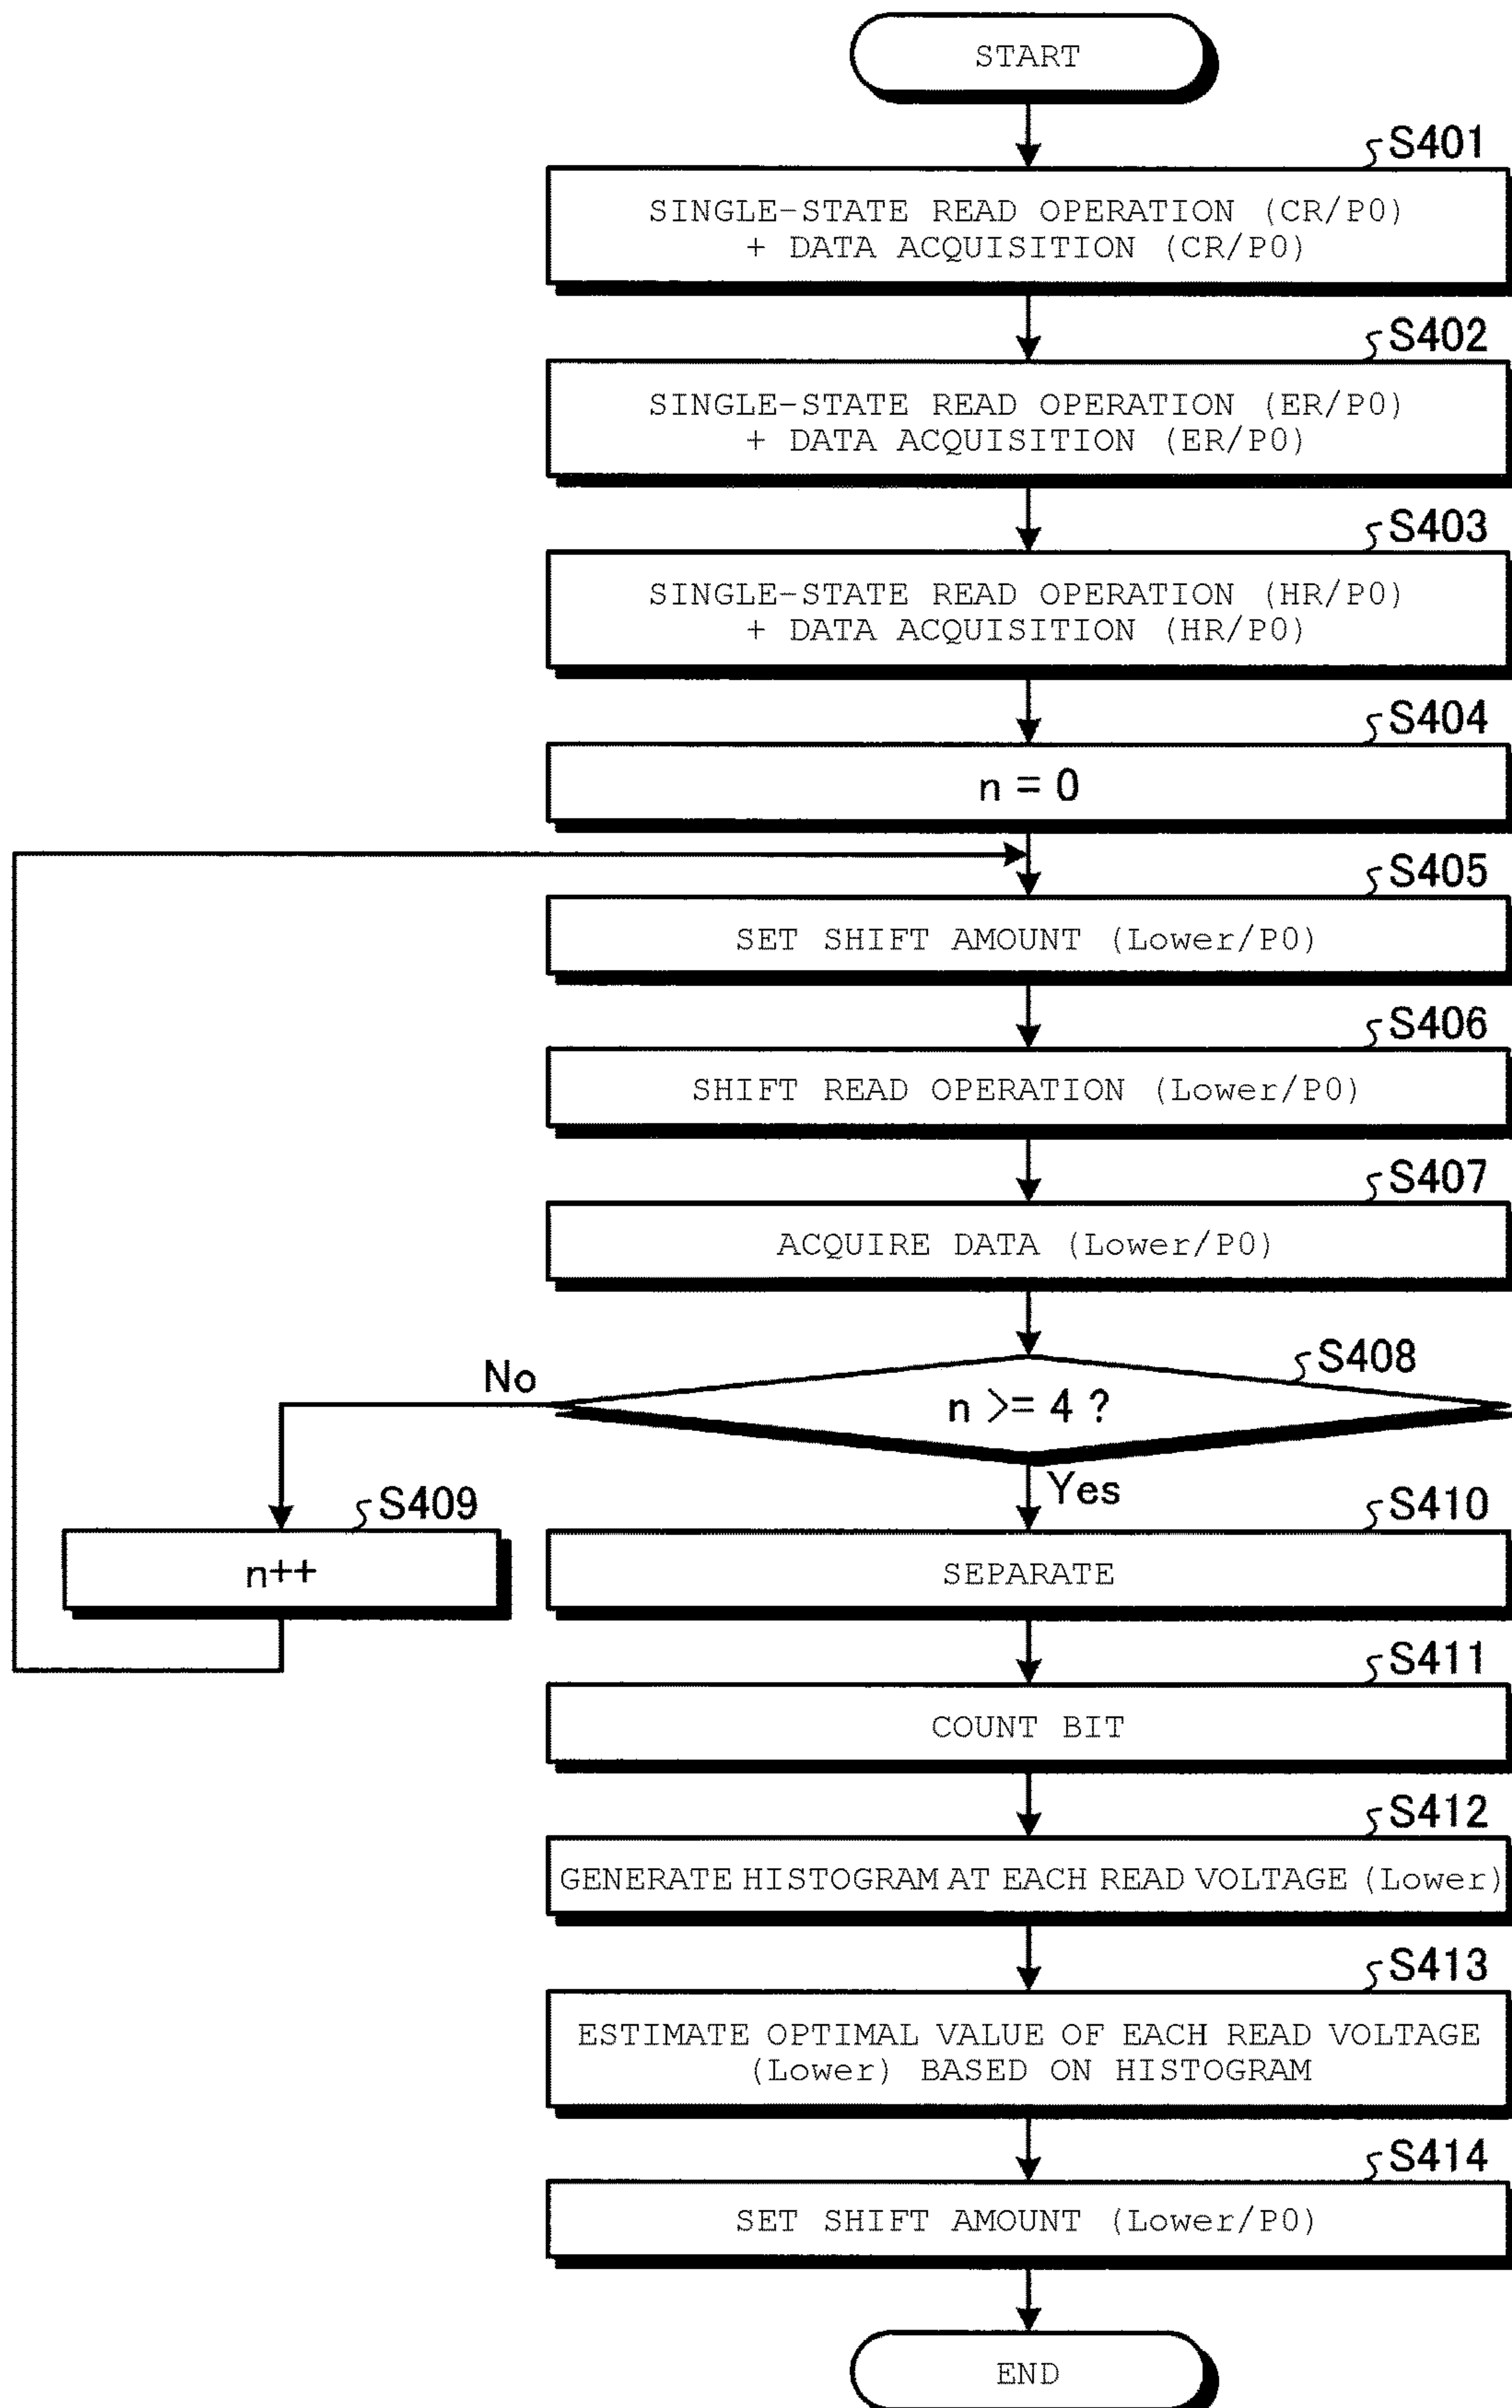 START
S401
SINGLE-STATE READ OPERATION (CR/P0)
+ DATA ACQUISITION (CR/P0)
S402
SINGLE-STATE READ OPERATION (ER/P0)
+ DATA ACQUISITION (ER/P0)
S403
SINGLE-STATE READ OPERATION (HR/P0)
+ DATA ACQUISITION (HR/P0)
S404
n = 0
S405
SET SHIFT AMOUNT (Lower/P0)
S406
SHIFT READ OPERATION (Lower/P0)
S407
ACQUIRE DATA (Lower/P0)
S408
n >= 4 ?
No
Yes
S409
n++
S410
SEPARATE
S411
COUNT BIT
S412
GENERATE HISTOGRAM AT EACH READ VOLTAGE (Lower)
S413
ESTIMATE OPTIMAL VALUE OF EACH READ VOLTAGE
(Lower) BASED ON HISTOGRAM
S414
SET SHIFT AMOUNT (Lower/P0)
END